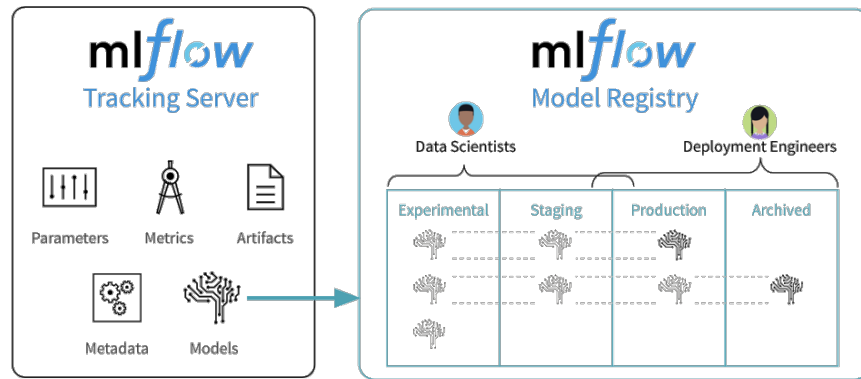 mlflow
Tracking Server
Parameters
Metrics
Artifacts
Metadata
Models
mlflow
Model Registry
Data Scientists
Deployment Engineers
Experimental
Staging
Production
Archived